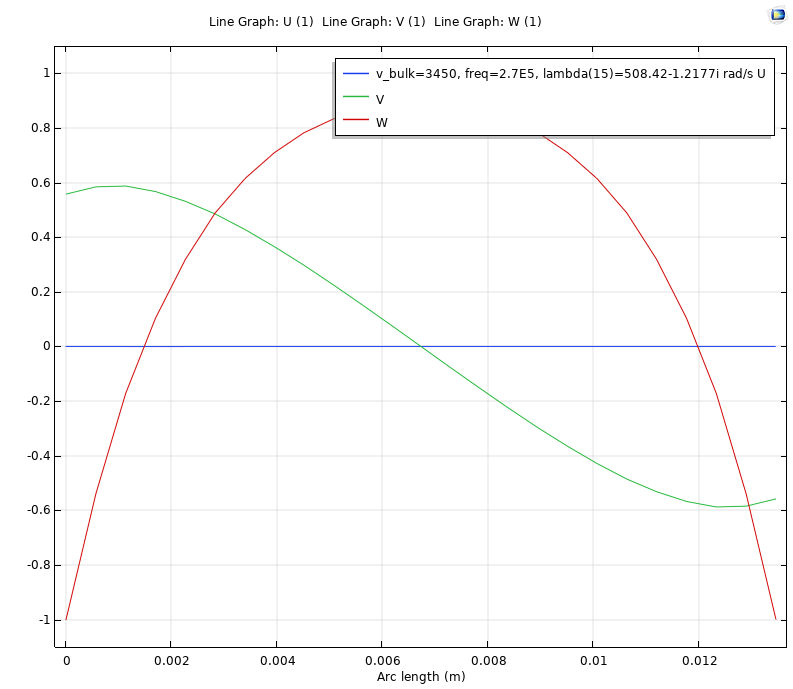 Line Graph: U (1)  Line Graph: V (1)  Line Graph: W (1)
v_bulk=3450, freq=2.7E5, lambda(15)=508.42-1.2177i rad/s U
V
W
1
0.8
0.6
0.4
0.2
0
-0.2
-0.4
-0.6
-0.8
-1
0 0.002 0.004 0.006 0.008 0.01 0.012
Arc length (m)